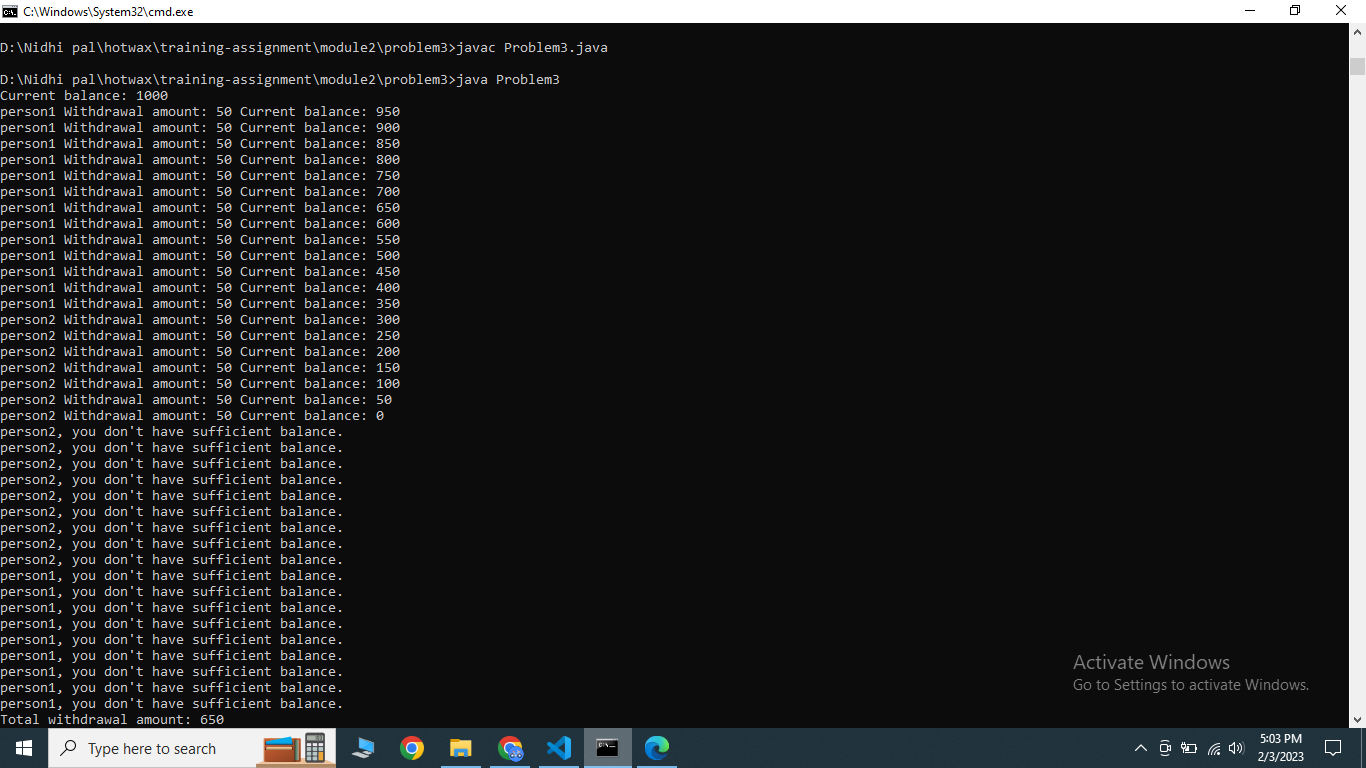 C:\Windows\System32\cmd.exe
D:\Nidhi pal\hotwax\training-assignment\module2\problem3>javac Problem3.java
D:\Nidhi pal\hotwax\training-assignment\module2\problem3>java Problem3
Current balance: 1000
person1 Withdrawal amount: 50 Current balance: 950
person1 Withdrawal amount: 50 Current balance: 900
person1 Withdrawal amount: 50 Current balance: 850
person1 Withdrawal amount: 50 Current balance: 800
person1 Withdrawal amount: 50 Current balance: 750
person1 Withdrawal amount: 50 Current balance: 700
person1 Withdrawal amount: 50 Current balance: 650
person1 Withdrawal amount: 50 Current balance: 600
person1 Withdrawal amount: 50 Current balance: 550
person1 Withdrawal amount: 50 Current balance: 500
person1 Withdrawal amount: 50 Current balance: 450
person1 Withdrawal amount: 50 Current balance: 400
person1 Withdrawal amount: 50 Current balance: 350
person2 Withdrawal amount: 50 Current balance: 300
person2 Withdrawal amount: 50 Current balance: 250
person2 Withdrawal amount: 50 Current balance: 200
person2 Withdrawal amount: 50 Current balance: 150
person2 Withdrawal amount: 50 Current balance: 100
person2 Withdrawal amount: 50 Current balance: 50
person2 Withdrawal amount: 50 Current balance: 0
person2, you don't have sufficient balance.
person2, you don't have sufficient balance.
person2, you don't have sufficient balance.
person2, you don't have sufficient balance.
person2, you don't have sufficient balance.
person2, you don't have sufficient balance.
person2, you don't have sufficient balance.
person2, you don't have sufficient balance.
person2, you don't have sufficient balance.
person1, you don't have sufficient balance.
person1, you don't have sufficient balance.
person1, you don't have sufficient balance.
person1, you don't have sufficient balance.
person1, you don't have sufficient balance.
person1, you don't have sufficient balance.
person1, you don't have sufficient balance.
person1, you don't have sufficient balance.
person1, you don't have sufficient balance.
Total withdrawal amount: 650
Activate Windows
Go to Settings to activate Windows.
Type here to search
5:03 PM
2/3/2023